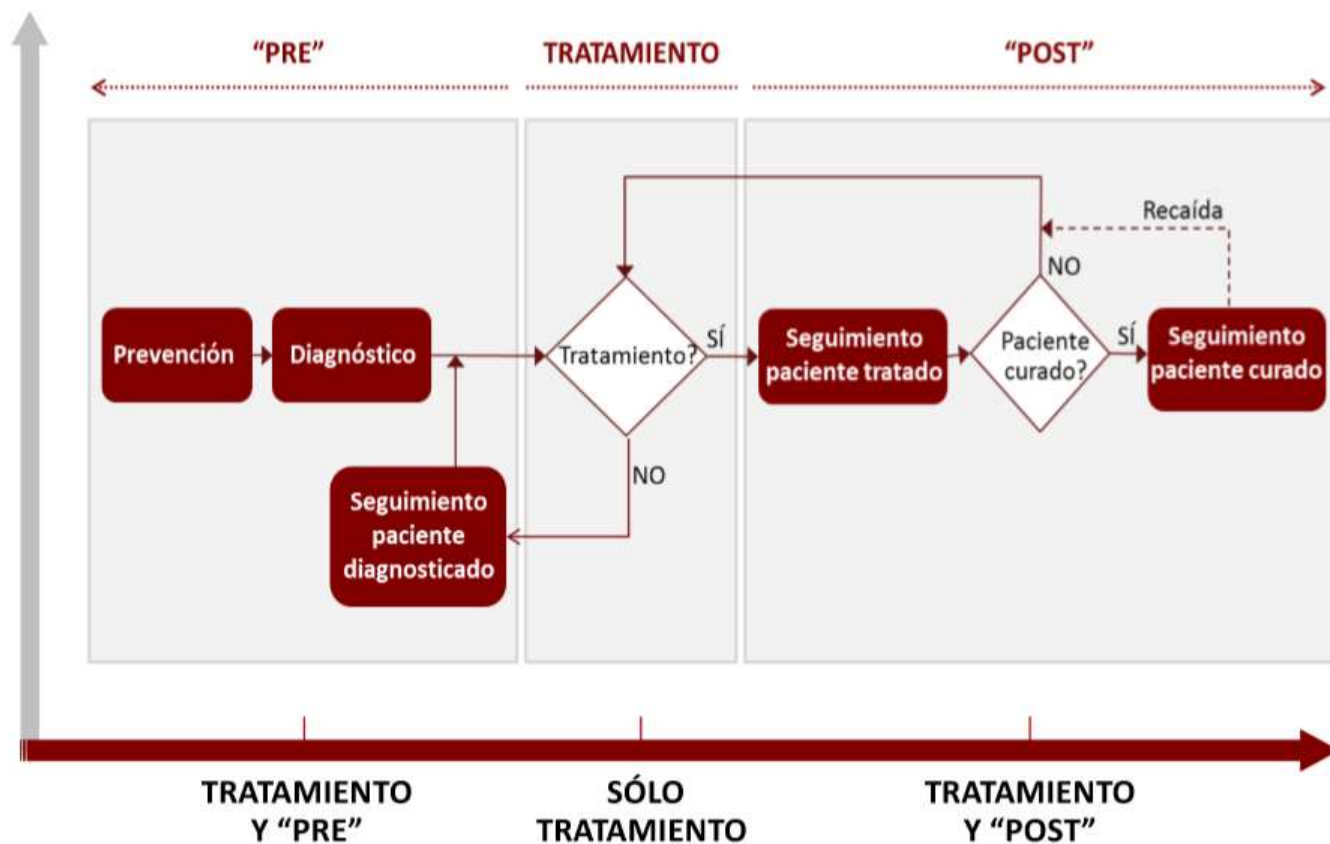 “PRE”
TRATAMIENTO
“POST”
Recaída
NO
Prevención
Diagnóstico
Tratamiento?
SÍ
Seguimiento
paciente tratado
Paciente
curado?
SÍ
Seguimiento
paciente curado
NO
Seguimiento
paciente
diagnosticado
TRATAMIENTO
Y “PRE”
SÓLO
TRATAMIENTO
TRATAMIENTO
Y “POST”